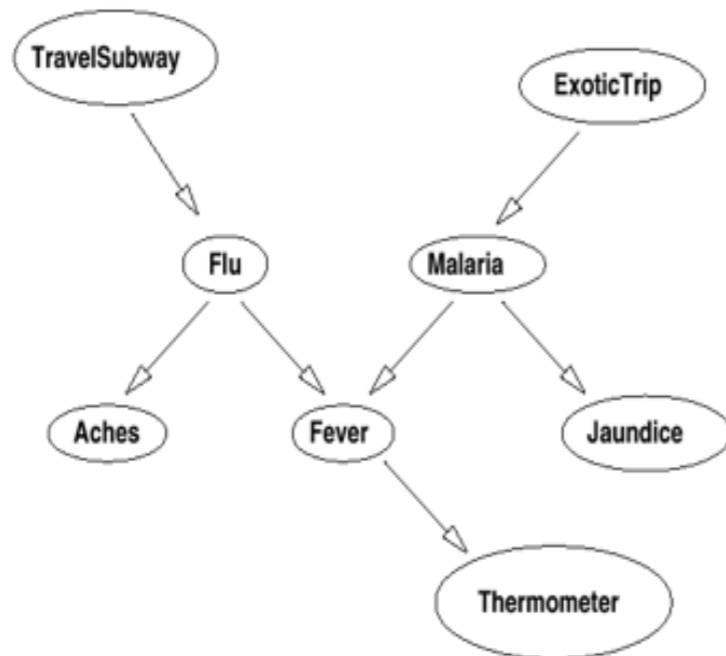 TravelSubway
ExoticTrip
Flu
Malaria
Aches
Fever
Jaundice
Thermometer